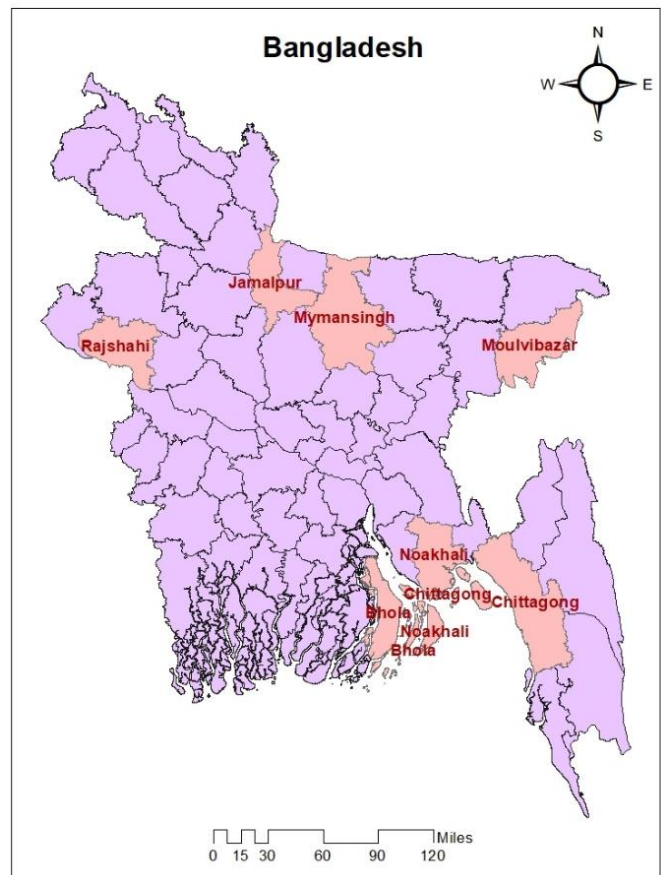 Bangladesh
N
W E
S
Jamalpur
Mymansingh
Rajshahi
Moulvibazar
Noakhali
Chittagong
Chittagong
Bhola
Noakhali
Bhola
Miles
0 15 30 60 90 120